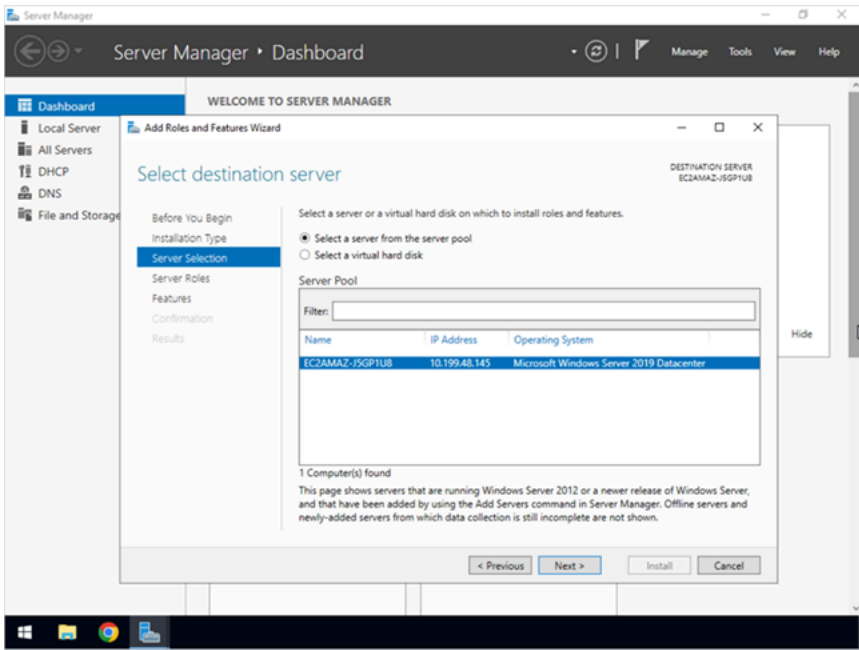 Server Manager
Server Manager • Dashboard
Manage Tools View Help
Dashboard
Local Server
All Servers
DHCP
DNS
File and Storage
WELCOME TO SERVER MANAGER
Add Roles and Features Wizard
Select destination server
DESTINATION SERVER
EC2AMAZ-J5GP1U8
Before You Begin
Installation Type
Server Selection
Server Roles
Features
Confirmation
Results
Select a server or a virtual hard disk on which to install roles and features.
Select a server from the server pool
Select a virtual hard disk
Server Pool
Filter:
Name IP Address Operating System
EC2AMAZ-J5GP1U8 10.199.48.145 Microsoft Windows Server 2019 Datacenter
1 Computer(s) found
This page shows servers that are running Windows Server 2012 or a newer release of Windows Server,
and that have been added by using the Add Servers command in Server Manager. Offline servers and
newly-added servers from which data collection is still incomplete are not shown.
< Previous Next > Install Cancel
Hide